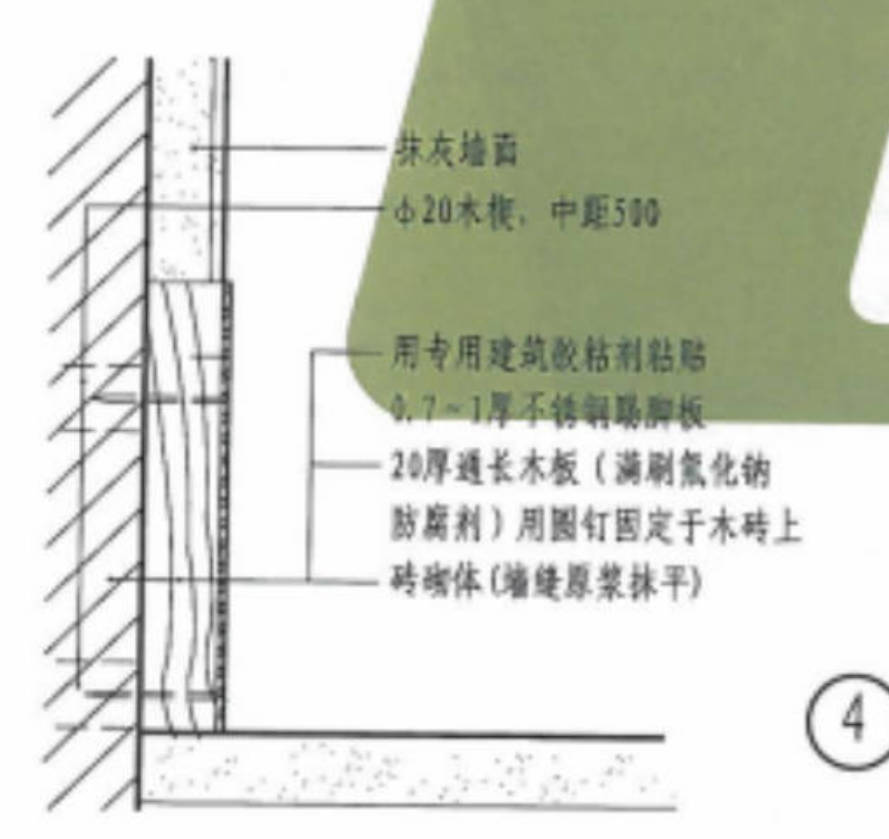 抹灰墙面
ф20木楔，中距500
用专用建筑胶粘剂粘贴
0.7~1厚不锈钢踢脚板
20厚通长木板（满刷氟化钠
防腐剂）用圆钉固定于木砖上
砖砌体(墙缝原浆抹平)
4